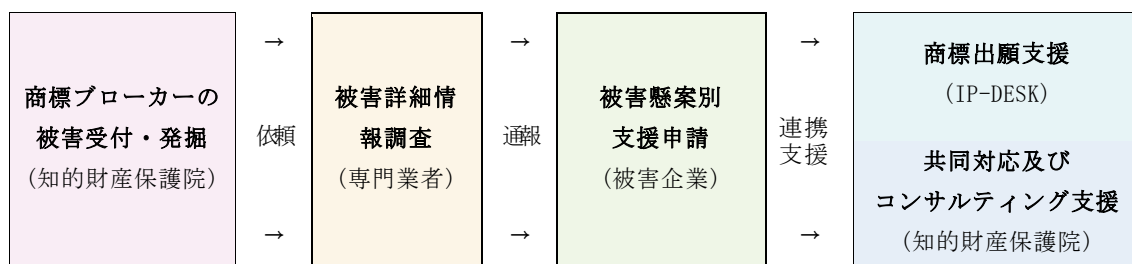 商標ブローカーの
被害受付・発掘
(知的財産保護院)
→
依頼
→
被害詳細情
報調査
(専門業者)
→
通報
→
被害懸案別
支援申請
(被害企業)
→
連携
支援
→
商標出願支援
(IP-DESK)
共同対応及び
コンサルティング支援
(知的財産保護院)